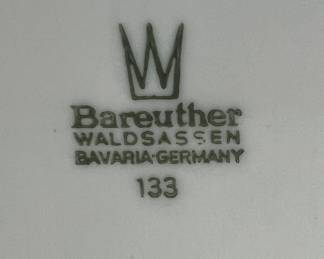 Bareuther
WALDSASSEN
BAVARIA·GERMANY
133